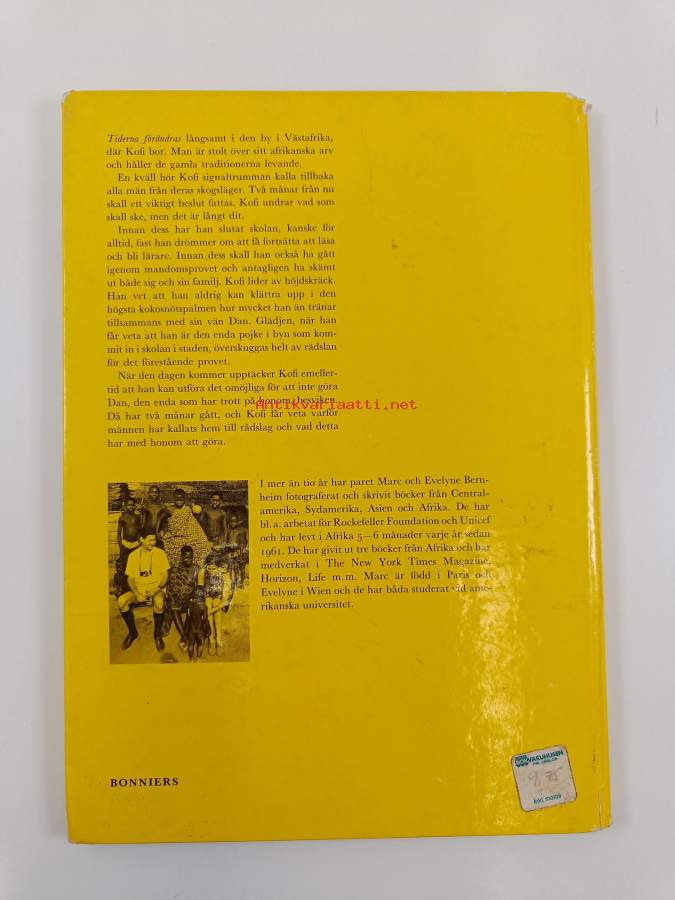 Tiderna förändras långsamt i den by i Västafrika,
där Kofi bor. Man är stolt över sitt afrikanska arv
och håller de gamla traditionerna levande.
En kväll hör Kofi signaltrumman kalla tillbaka
alla män från deras skogsläger. Två månar från nu
skall ett viktigt beslut fattas. Kofi undrar vad som
skall ske, men det är långt dit.
Innan dess har han slutat skolan, kanske för
alltid, fast han drömmer om att få fortsätta att läsa
och bli lärare. Innan dess skall han också ha gått
igenom mandomsprovet och antagligen ha skämt
ut både sig och sin familj. Kofi lider av höjdskräck.
Han vet att han aldrig kan klättra upp i den
högsta kokosnötspalmen hur mycket han än tränar
tillsammans med sin vän Dan. Glädjen, när han
får veta att han är den enda pojke i byn som kom-
mit in i skolan i staden, överskuggas helt av rädslan
för det förestående provet.
När den dagen kommer upptäcker Kofi emeller-
tid att han kan utföra det omöjliga för att inte göra
Dan, den enda som har trott på honom, besviken.
Då har två månar gått, och Kofi får veta varför
männen har kallats hem till rådslag och vad detta
har med honom att göra.
Antikvariaatti.net
I mer än tio år har paret Marc och Evelyne Bern-
heim fotograferat och skrivit böcker från Central-
amerika, Sydamerika, Asien och Afrika. De har
bl. a. arbetat för Rockefeller Foundation och Unicef
och har levt i Afrika 5–6 månader varje år sedan
1961. De har givit ut tre böcker från Afrika och har
medverkat i The New York Times Magazine,
Horizon, Life m. m. Marc är född i Paris och
Evelyne i Wien och de har båda studerat vid ame-
rikanska universitet.
BONNIERS
VARUHUSEN
9,75